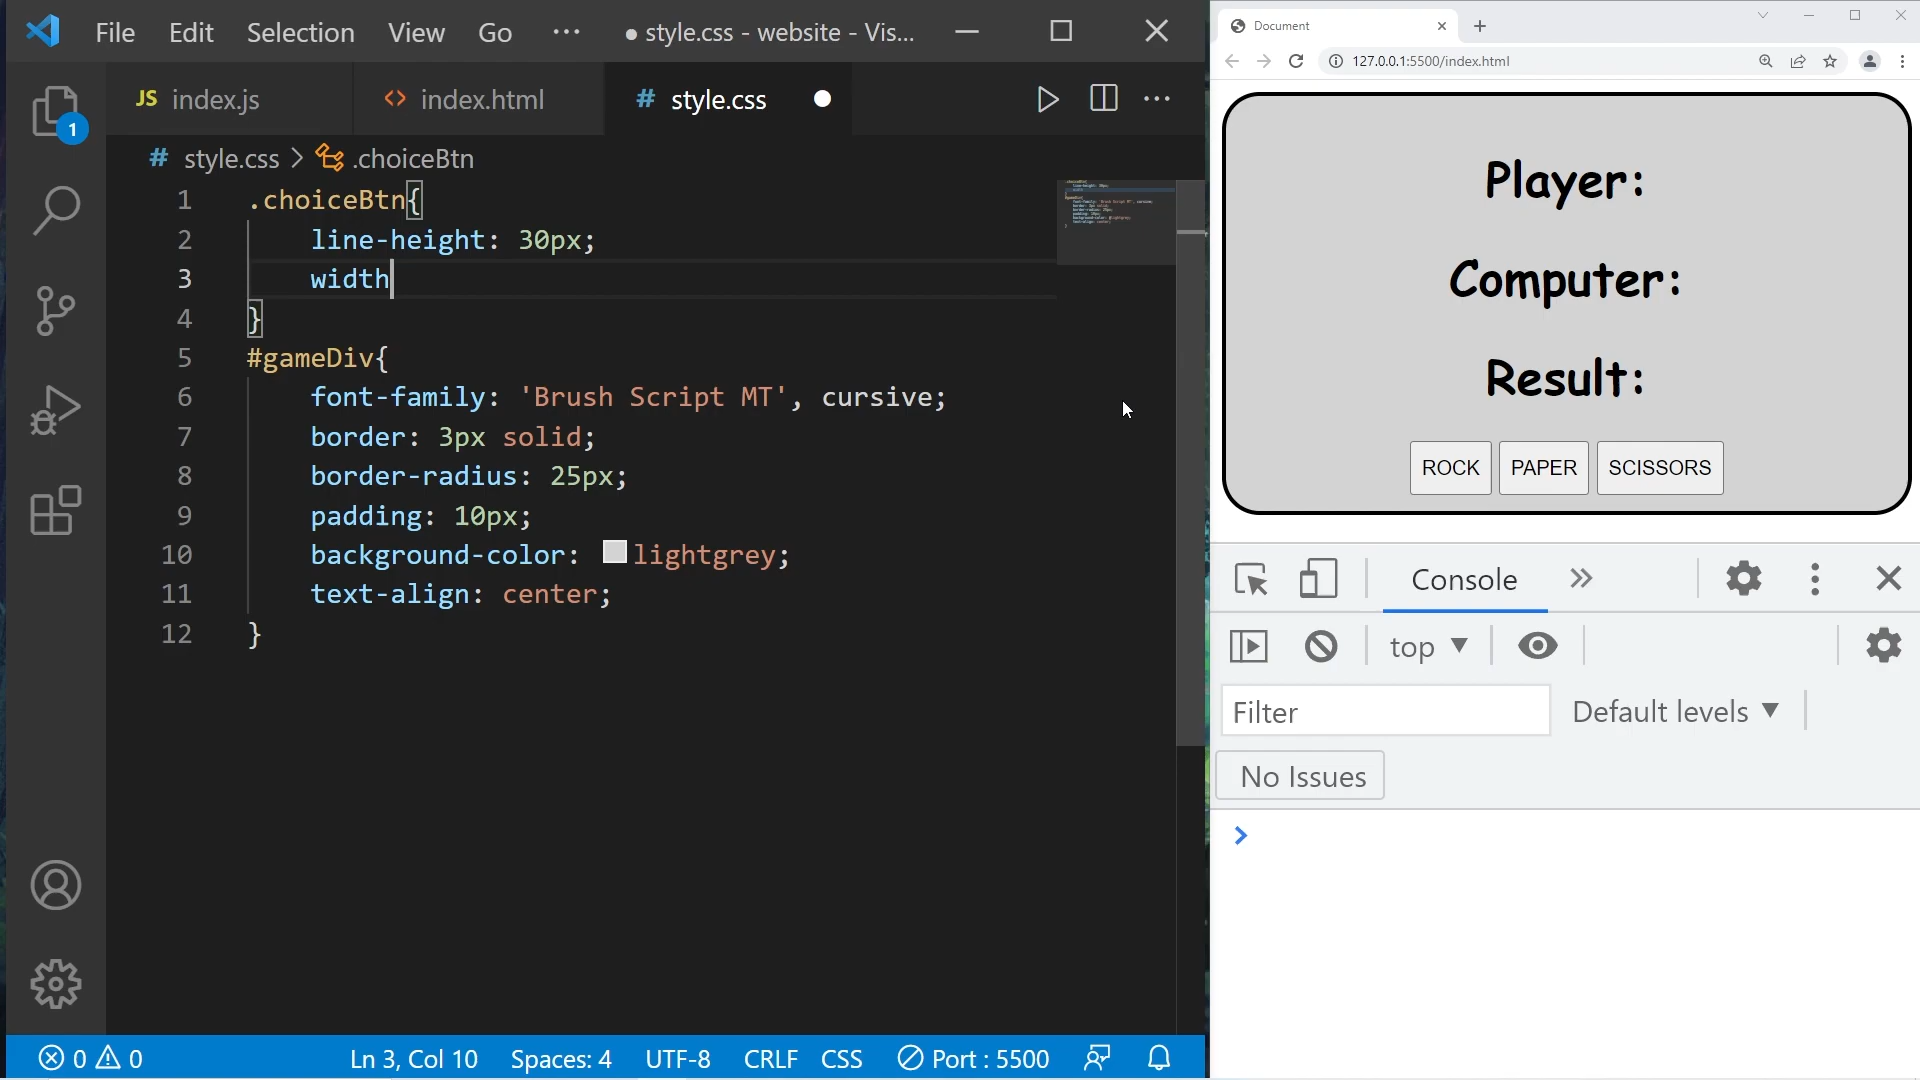 File Edit Selection View Go ··· ● style.css - website - Vis...
JS index.js <> index.html # style.css
# style.css > .choiceBtn
1 .choiceBtn{
2 line-height: 30px;
3 width
4 }
5 #gameDiv{
6 font-family: 'Brush Script MT', cursive;
7 border: 3px solid;
8 border-radius: 25px;
9 padding: 10px;
10 background-color: lightgrey;
11 text-align: center;
12 }
1
0 0 Ln 3, Col 10 Spaces: 4 UTF-8 CRLF CSS Port : 5500
Document
127.0.0.1:5500/index.html
Player:
Computer:
Result:
ROCK PAPER SCISSORS
Console
top
Filter Default levels
No Issues